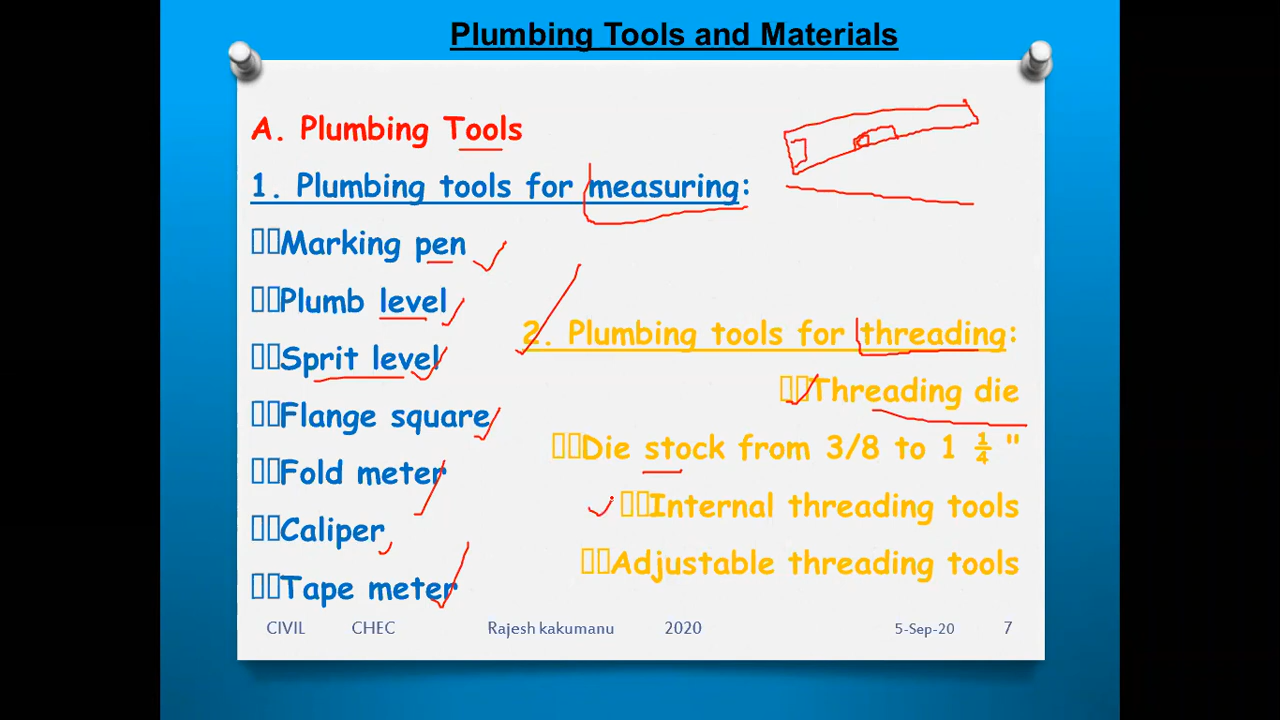 Plumbing Tools and Materials
A. Plumbing Tools
1. Plumbing tools for measuring:
Marking pen
Plumb level
Sprit level
Flange square
Fold meter
Caliper
Tape meter
2. Plumbing tools for threading:
Threading die
Die stock from 3/8 to 1 ¼ "
Internal threading tools
Adjustable threading tools
CIVIL CHEC Rajesh kakumanu 2020 5-Sep-20 7